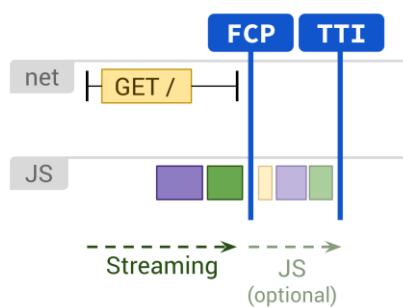 FCP TTI
net
GET /
JS
Streaming
JS
(optional)